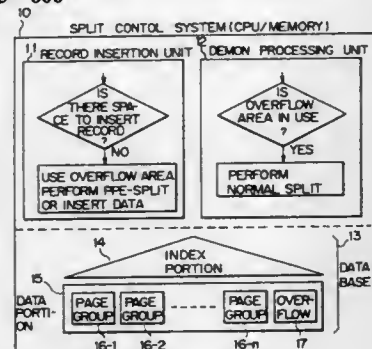 10
SPLIT CONTOL SYSTEM (CPU/MEMORY)
11
RECORD INSERTION UNIT
IS
THERE SPA-
CE TO INSERT
RECORD
?
NO
USE OVERFLOW AREA
PERFORM PPE-SPLIT
OR INSERT DATA
12
DEMON PROCESSING UNIT
IS
OVERFLOW
AREA IN USE
?
YES
PERFORM
NORMAL SPLIT
13
14
INDEX
PORTION
DATA
BASE
15
DATA
PORTI-
ON
PAGE
GROUP
PAGE
GROUP
PAGE
GROUP
OVER-
FLOW
16-1
16-2
16-n
17